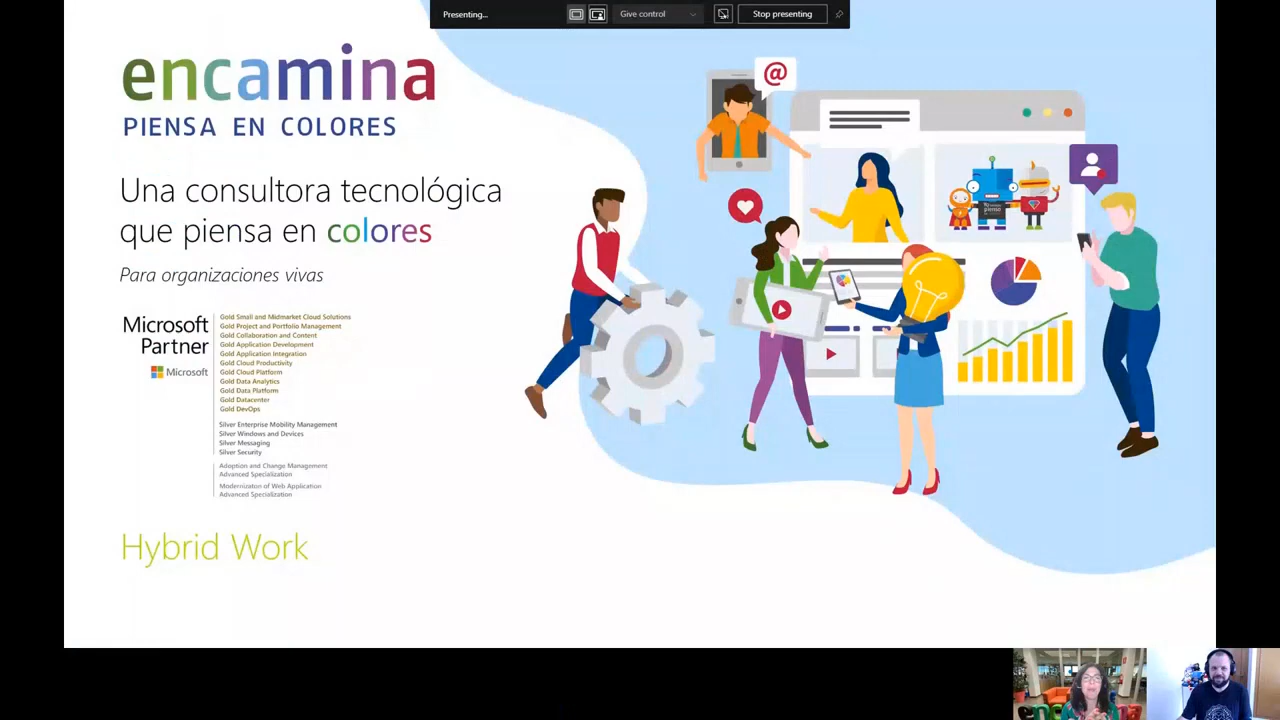 Presenting...
Give control
Stop presenting
encamina
PIENSA EN COLORES
Una consultora tecnológica
que piensa en colores
Para organizaciones vivas
Microsoft
Partner
Microsoft
Gold Small and Midmarket Cloud Solutions
Gold Project and Portfolio Management
Gold Collaboration and Content
Gold Application Development
Gold Application Integration
Gold Cloud Productivity
Gold Cloud Platform
Gold Data Analytics
Gold Data Platform
Gold Datacenter
Gold DevOps
Silver Enterprise Mobility Management
Silver Windows and Devices
Silver Messaging
Silver Security
Adoption and Change Management
Advanced Specialization
Modernizaton of Web Application
Advanced Specialization
Hybrid Work
@